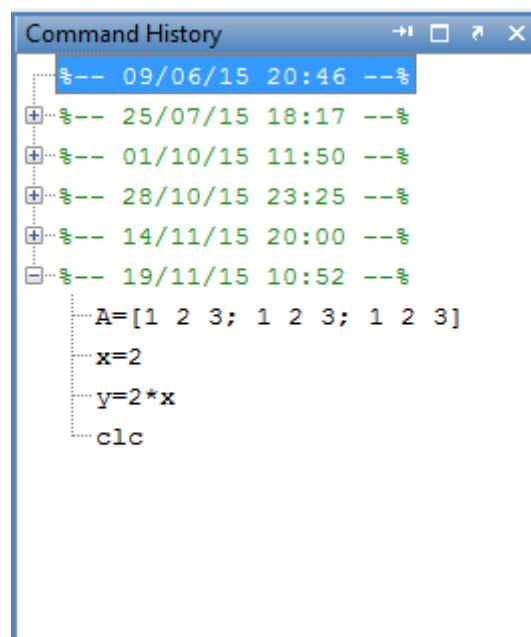 Command History
%-- 09/06/15 20:46 --%
%-- 25/07/15 18:17 --%
%-- 01/10/15 11:50 --%
%-- 28/10/15 23:25 --%
%-- 14/11/15 20:00 --%
%-- 19/11/15 10:52 --%
A=[1 2 3; 1 2 3; 1 2 3]
x=2
y=2*x
clc